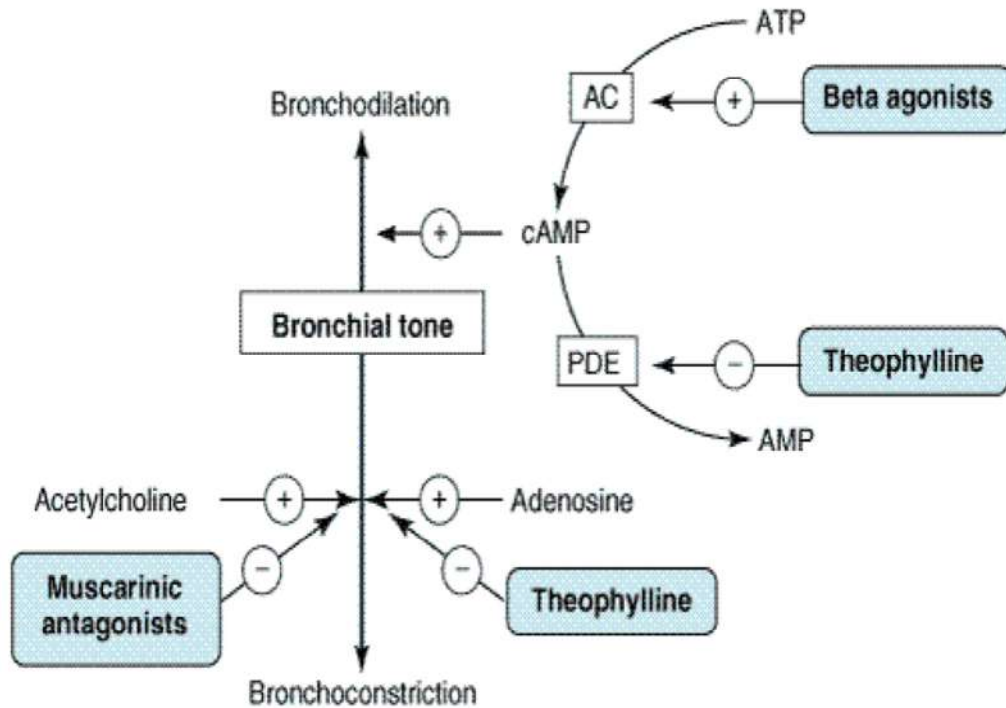 ATP
AC
+
Beta agonists
Bronchodilation
+
cAMP
Bronchial tone
PDE
−
Theophylline
AMP
Acetylcholine
+
+
Adenosine
−
−
Muscarinic
antagonists
Theophylline
Bronchoconstriction